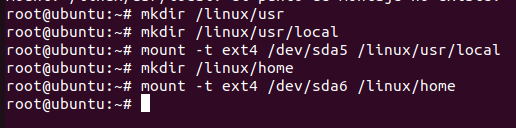 root@ubuntu:~# mkdir /linux/usr
root@ubuntu:~# mkdir /linux/usr/local
root@ubuntu:~# mount -t ext4 /dev/sda5 /linux/usr/local
root@ubuntu:~# mkdir /linux/home
root@ubuntu:~# mount -t ext4 /dev/sda6 /linux/home
root@ubuntu:~#